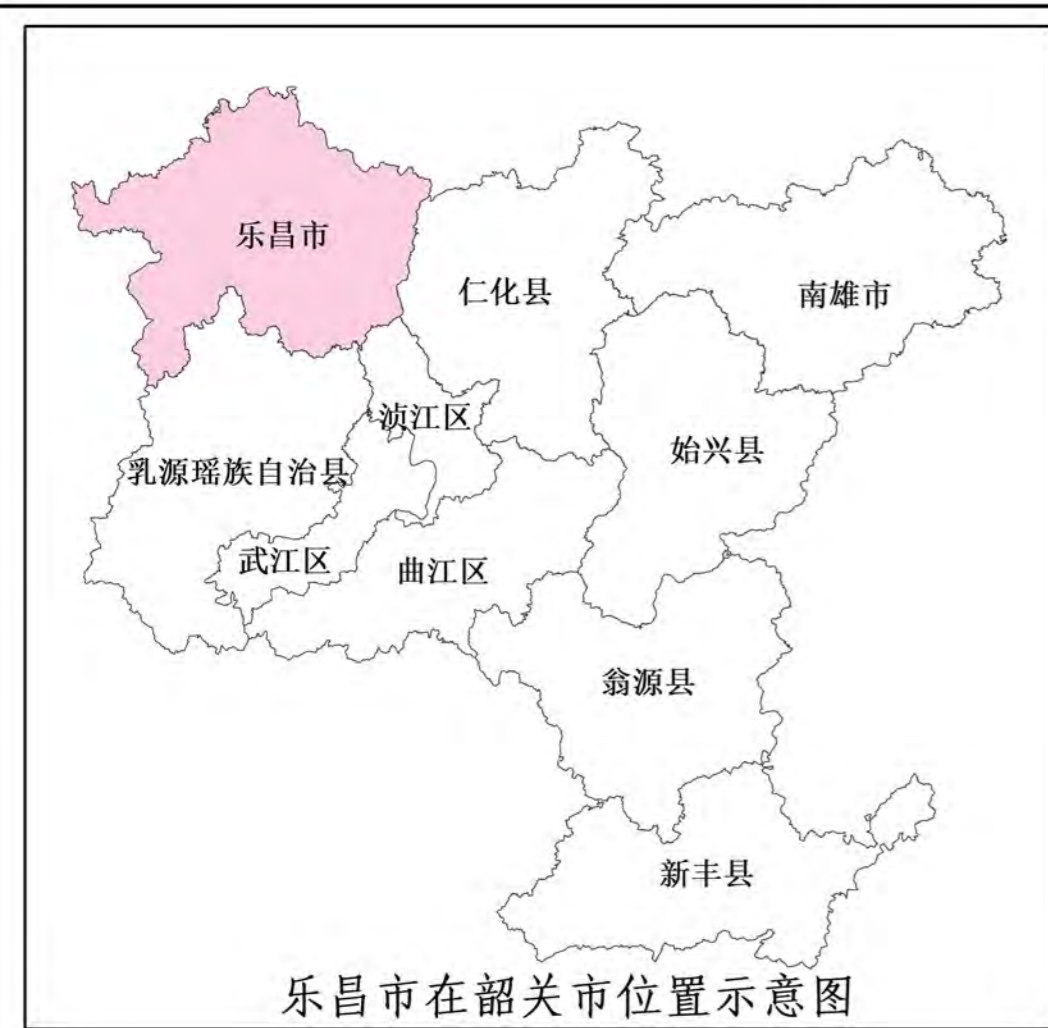 乐昌市
仁化县
南雄市
浈江区
始兴县
乳源瑶族自治县
武江区
曲江区
翁源县
新丰县
乐昌市在韶关市位置示意图